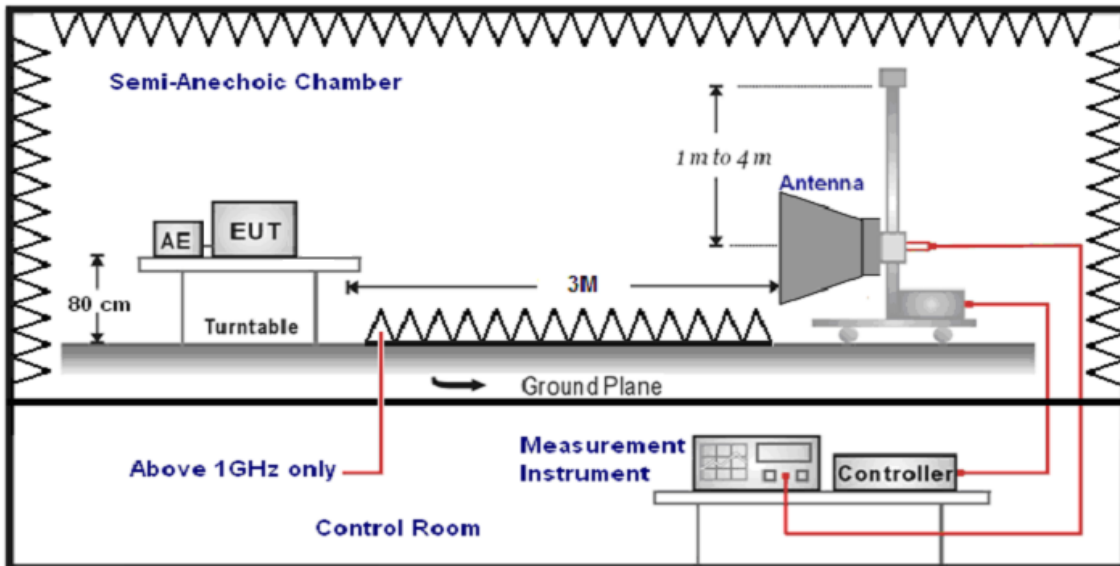 Semi-Anechoic Chamber
1 m to 4 m
Antenna
AE
EUT
80 cm
3M
Turntable
Ground Plane
Above 1GHz only
Measurement
Instrument
Controller
Control Room